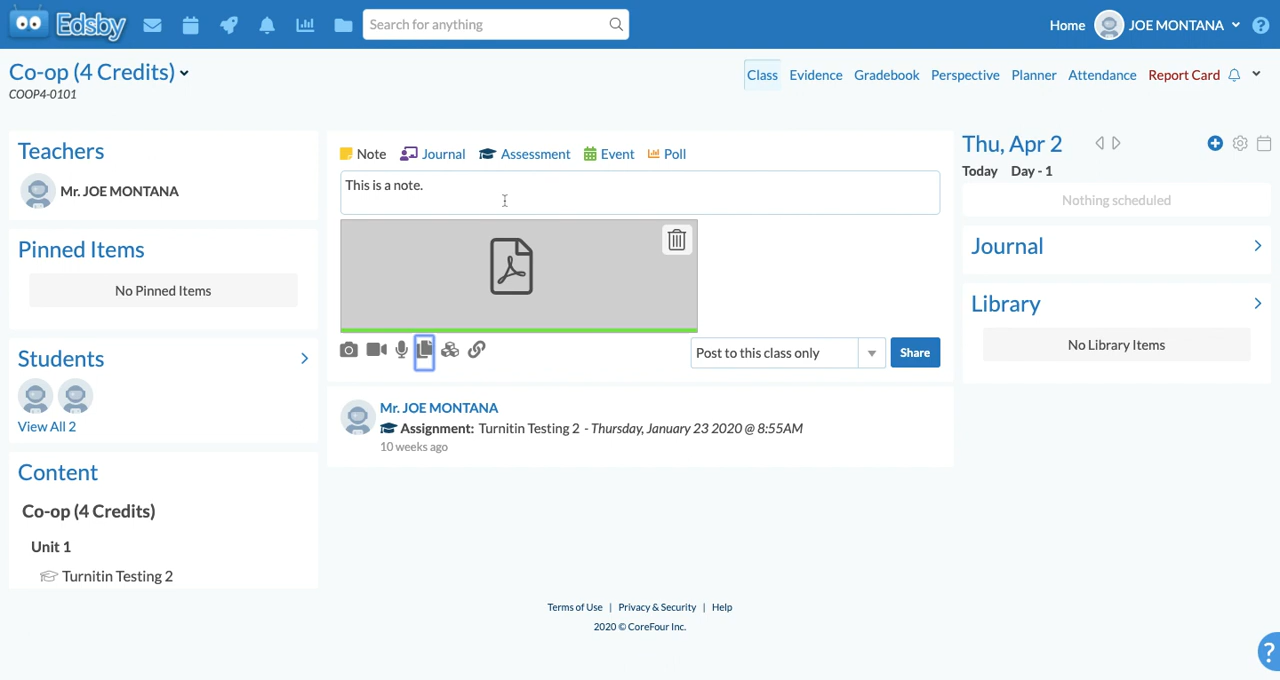 Edsby
Search for anything
Home
JOE MONTANA
?
Co-op (4 Credits)
COOP4-0101
Class
Evidence
Gradebook
Perspective
Planner
Attendance
Report Card
Teachers
Mr. JOE MONTANA
Pinned Items
No Pinned Items
Students
View All 2
Content
Co-op (4 Credits)
Unit 1
Turnitin Testing 2
Note
Journal
Assessment
Event
Poll
This is a note.
Post to this class only
Share
Mr. JOE MONTANA
Assignment: Turnitin Testing 2 - Thursday, January 23 2020 @ 8:55AM
10 weeks ago
Thu, Apr 2
Today Day - 1
Nothing scheduled
Journal
Library
No Library Items
Terms of Use | Privacy & Security | Help
2020 © CoreFour Inc.
?